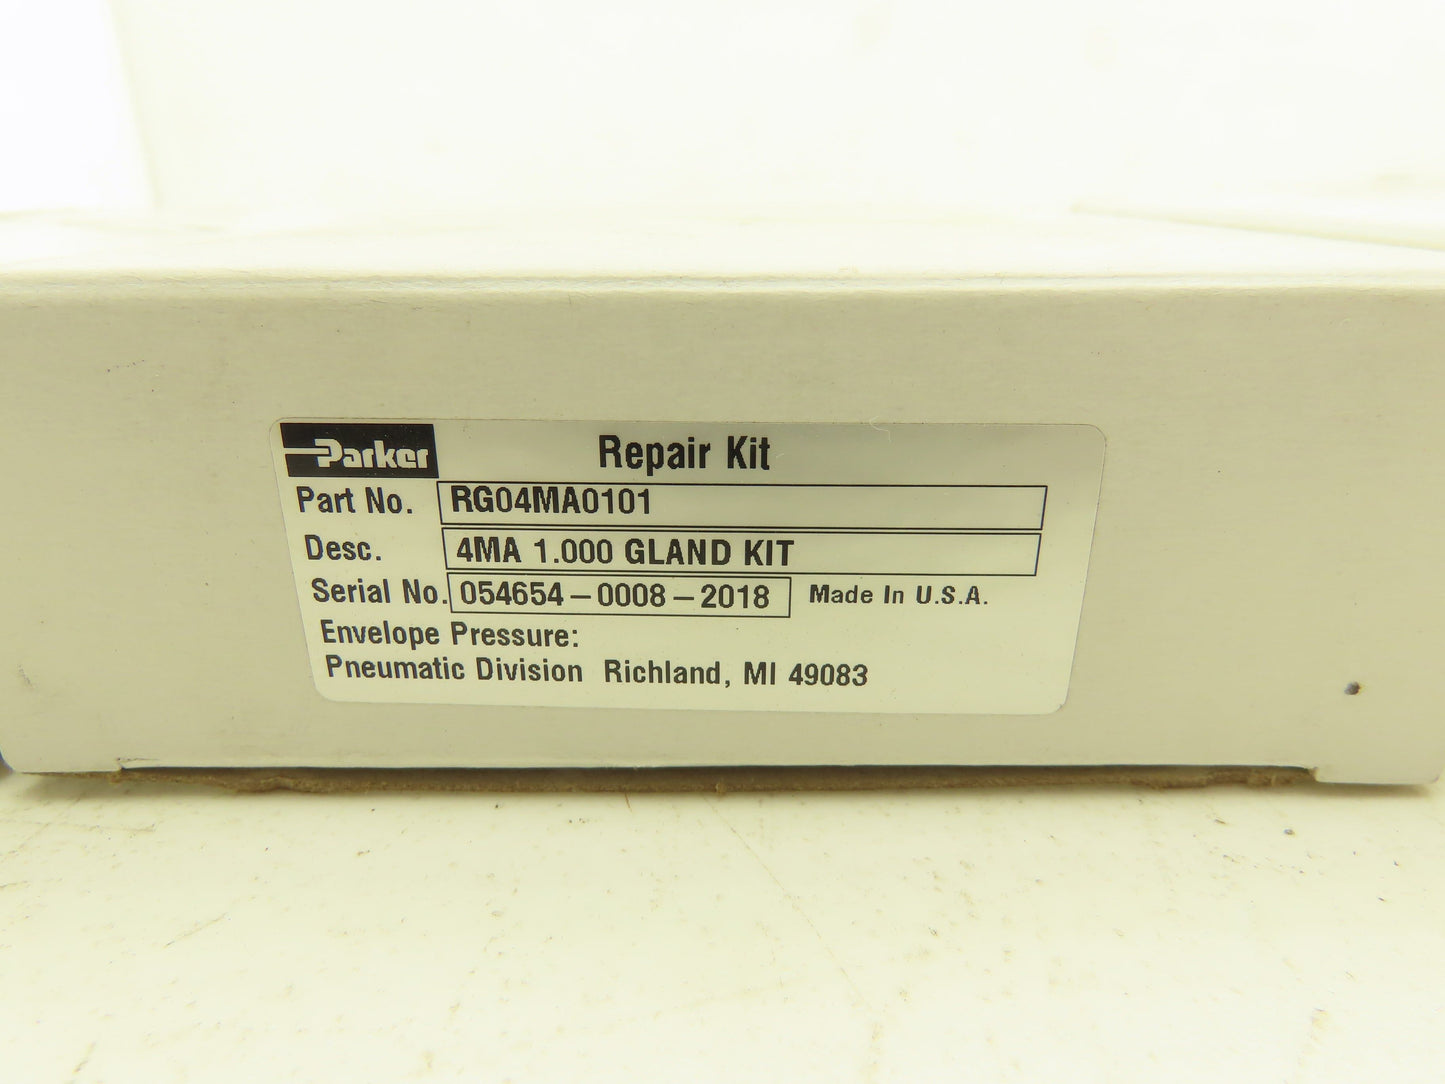 Parker Repair Kit
Part No. RG04MA0101
Desc. 4MA 1.000 GLAND KIT
Serial No. 054654-0008-2018 Made In U.S.A.
Envelope Pressure:
Pneumatic Division Richland, MI 49083